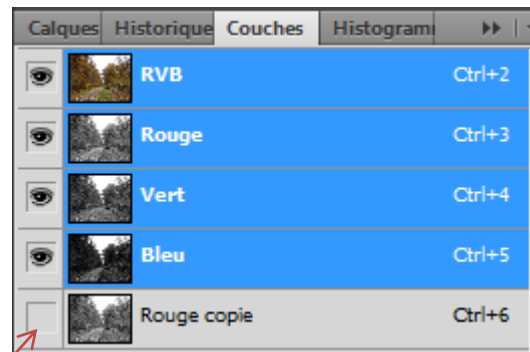 Calques Historique Couches Histogram
RVB Ctrl+2
Rouge Ctrl+3
Vert Ctrl+4
Bleu Ctrl+5
Rouge copie Ctrl+6